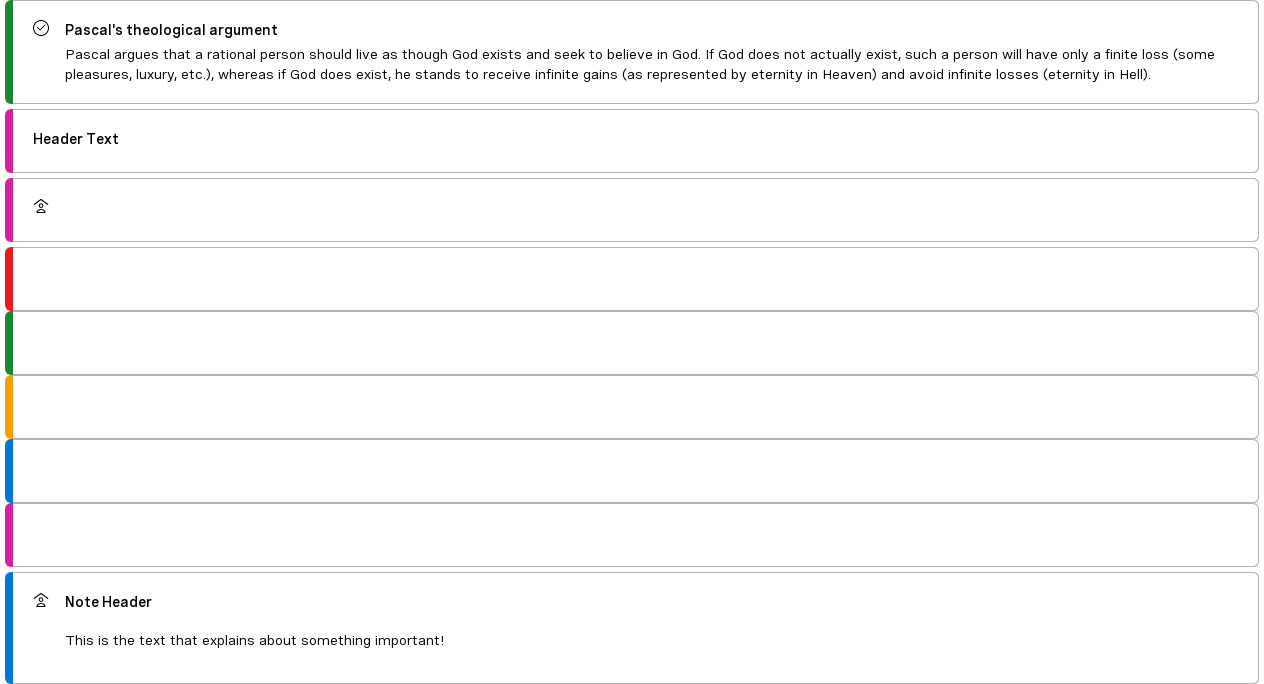 Pascal's theological argument
Pascal argues that a rational person should live as though God exists and seek to believe in God. If God does not actually exist, such a person will have only a finite loss (some
pleasures, luxury, etc.), whereas if God does exist, he stands to receive infinite gains (as represented by eternity in Heaven) and avoid infinite losses (eternity in Hell).
Header Text
Note Header
This is the text that explains about something important!